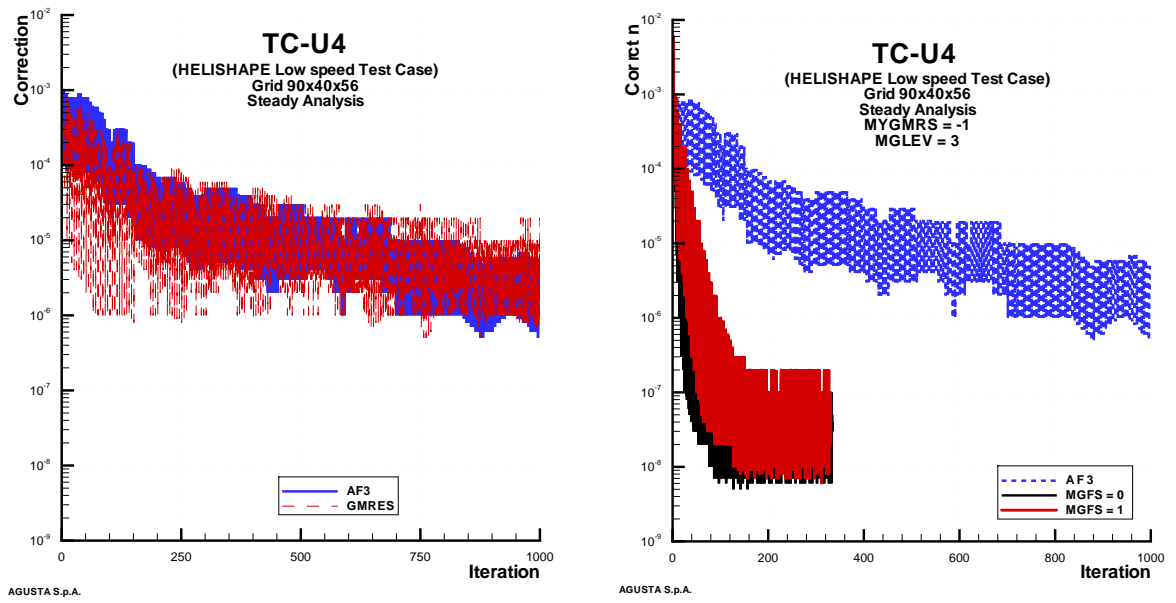 TC-U4
(HELISHAPE Low speed Test Case)
Grid 90x40x56
Steady Analysis
Correction
10-2
10-3
10-4
10-5
10-6
10-7
10-8
10-9
AF3
GMRES
0
250
500
750
1000
Iteration
AGUSTA S.p.A.
TC-U4
(HELISHAPE Low speed Test Case)
Grid 90x40x56
Steady Analysis
MYGMRS = -1
MGLEV = 3
Corrct n
10-2
10-3
10-4
10-5
10-6
10-7
10-8
10-9
AF3
MGFS = 0
MGFS = 1
0
200
400
600
800
1000
Iteration
AGUSTA S.p.A.